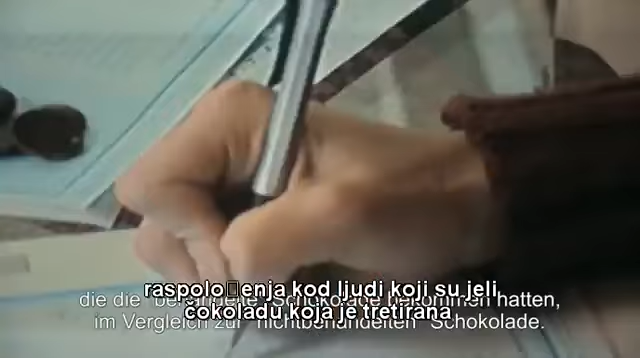 raspolo▯enja kod ljudi koji su jeli
die die "behandelte" Schokolade bekommen hatten,
čokoladu koja je tretirana
im Vergleich zur "nichtbehandelten" Schokolade.